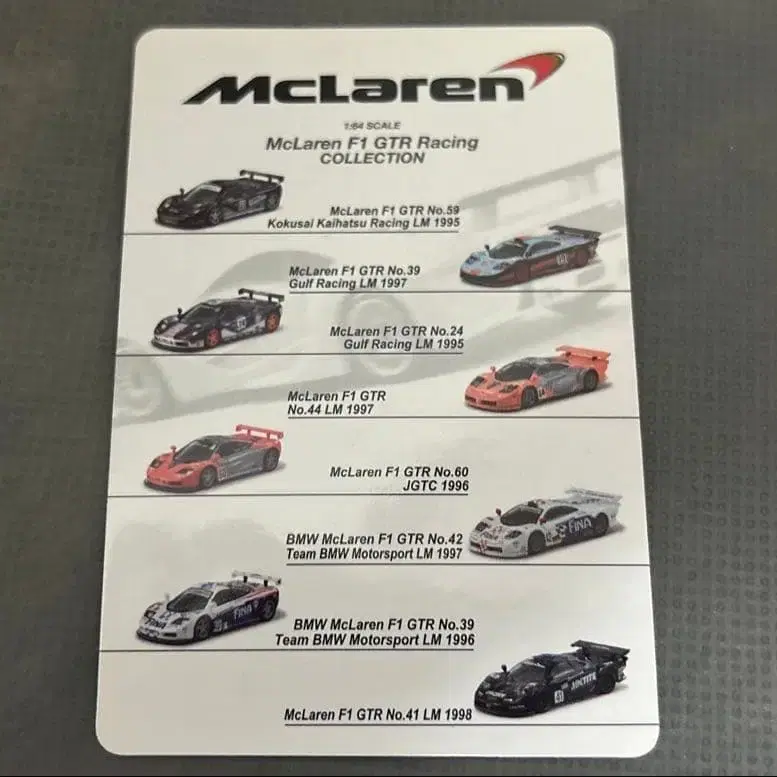 McLaren
1:64 SCALE
McLaren F1 GTR Racing
COLLECTION
McLaren F1 GTR No.59
Kokusai Kaihatsu Racing LM 1995
McLaren F1 GTR No.39
Gulf Racing LM 1997
McLaren F1 GTR No.24
Gulf Racing LM 1995
McLaren F1 GTR
No.44 LM 1997
McLaren F1 GTR No.60
JGTC 1996
BMW McLaren F1 GTR No.42
Team BMW Motorsport LM 1997
FINA
BMW McLaren F1 GTR No.39
Team BMW Motorsport LM 1996
FINA
McLaren F1 GTR No.41 LM 1998
41
LOCTITE